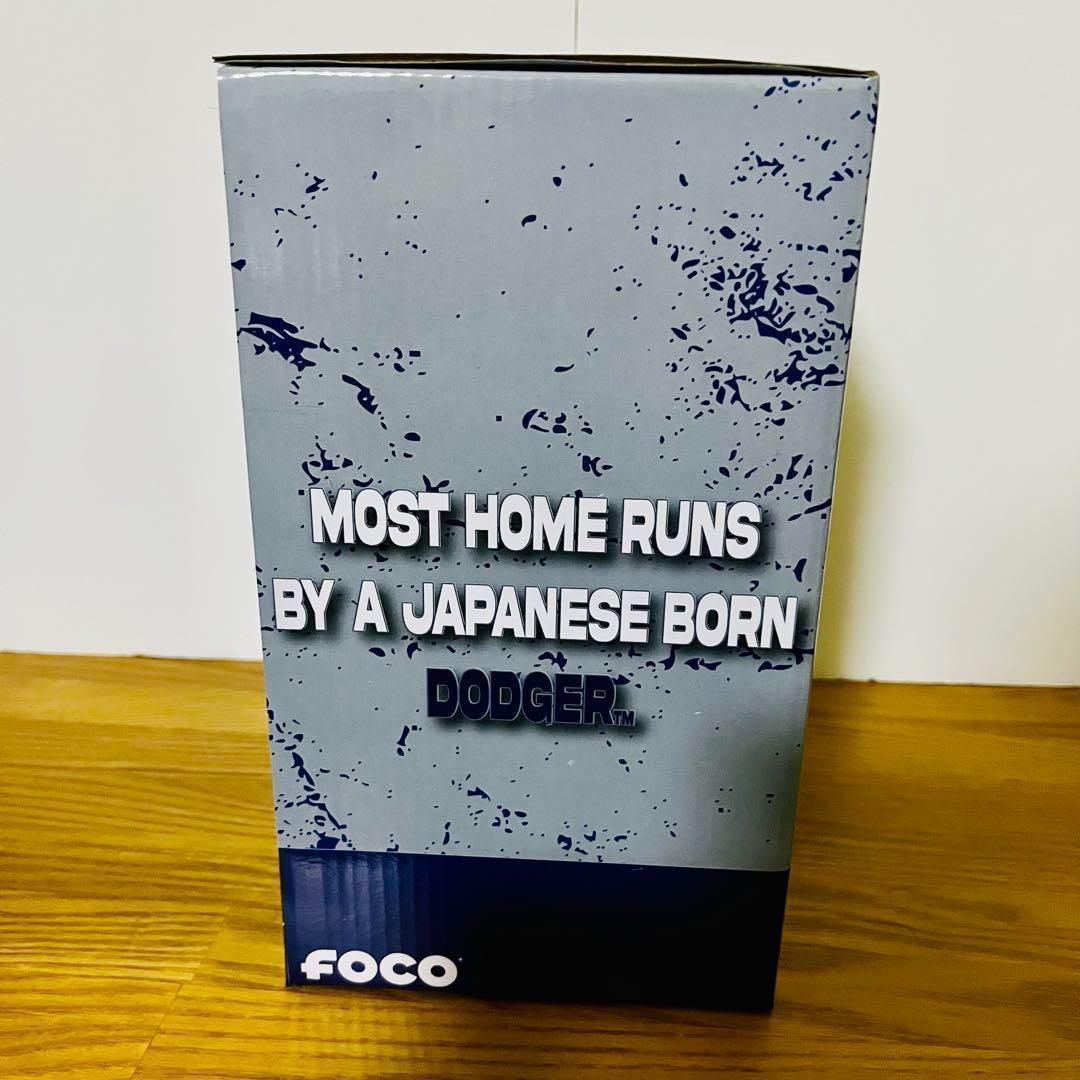 MOST HOME RUNS
BY A JAPANESE BORN
DODGER™
FOCO